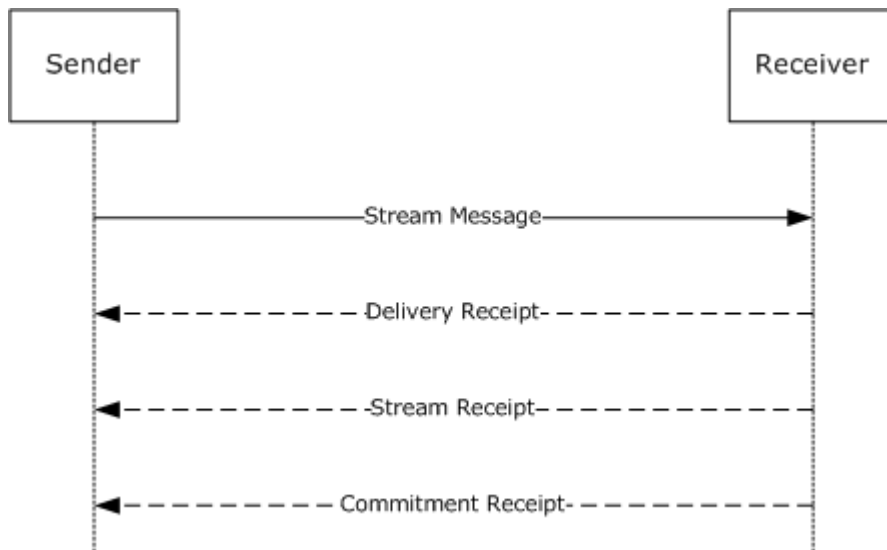 Sender
Receiver
Stream Message
Delivery Receipt
Stream Receipt
Commitment Receipt